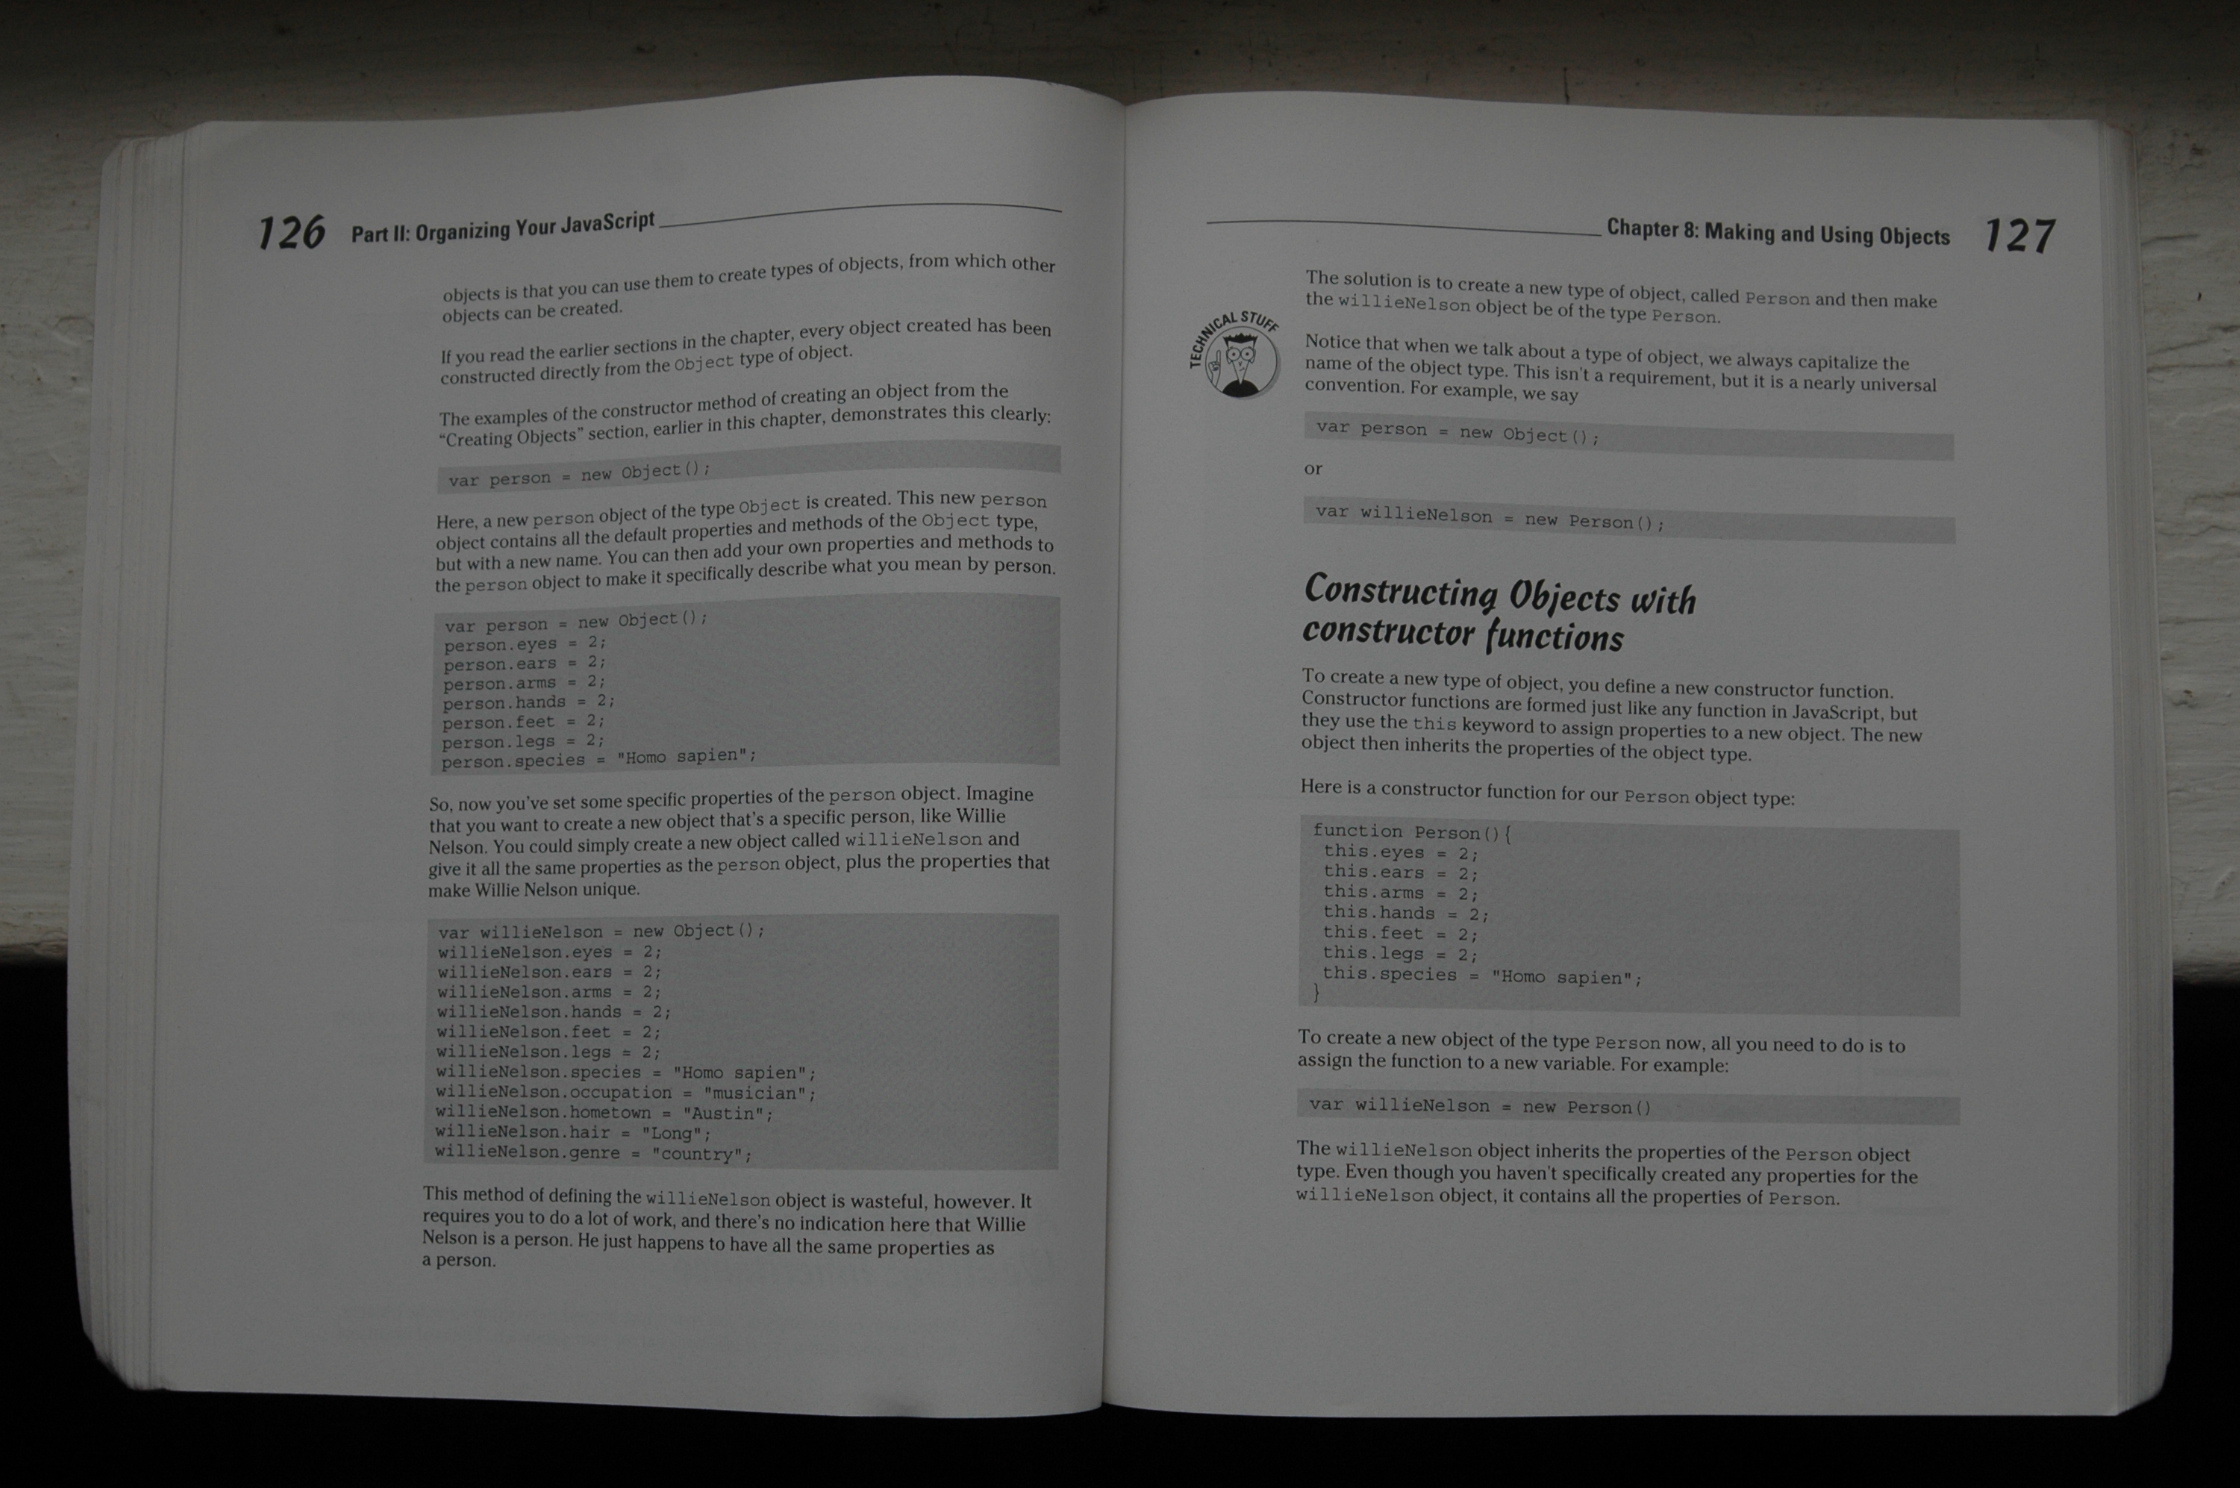 126 Part II: Organizing Your JavaScript
objects is that you can use them to create types of objects, from which other
objects can be created.
If you read the earlier sections in the chapter, every object created has been
constructed directly from the Object type of object.
The examples of the constructor method of creating an object from the
“Creating Objects” section, earlier in this chapter, demonstrates this clearly:
var person = new Object();
Here, a new person object of the type Object is created. This new person
object contains all the default properties and methods of the Object type,
but with a new name. You can then add your own properties and methods to
the person object to make it specifically describe what you mean by person.
var person = new Object();
person.eyes = 2;
person.ears = 2;
person.arms = 2;
person.hands = 2;
person.feet = 2;
person.legs = 2;
person.species = "Homo sapien";
So, now you've set some specific properties of the person object. Imagine
that you want to create a new object that's a specific person, like Willie
Nelson. You could simply create a new object called willieNelson and
give it all the same properties as the person object, plus the properties that
make Willie Nelson unique.
var willieNelson = new Object();
willieNelson.eyes = 2;
willieNelson.ears = 2;
willieNelson.arms = 2;
willieNelson.hands = 2;
willieNelson.feet = 2;
willieNelson.legs = 2;
willieNelson.species = "Homo sapien";
willieNelson.occupation = "musician";
willieNelson.hometown = "Austin";
willieNelson.hair = "Long";
willieNelson.genre = "country";
This method of defining the willieNelson object is wasteful, however. It
requires you to do a lot of work, and there's no indication here that Willie
Nelson is a person. He just happens to have all the same properties as
a person.
Chapter 8: Making and Using Objects 127
The solution is to create a new type of object, called Person and then make
the willieNelson object be of the type Person.
TECHNICAL STUFF
Notice that when we talk about a type of object, we always capitalize the
name of the object type. This isn't a requirement, but it is a nearly universal
convention. For example, we say
var person = new Object();
or
var willieNelson = new Person();
Constructing Objects with
constructor functions
To create a new type of object, you define a new constructor function.
Constructor functions are formed just like any function in JavaScript, but
they use the this keyword to assign properties to a new object. The new
object then inherits the properties of the object type.
Here is a constructor function for our Person object type:
function Person(){
this.eyes = 2;
this.ears = 2;
this.arms = 2;
this.hands = 2;
this.feet = 2;
this.legs = 2;
this.species = "Homo sapien";
}
To create a new object of the type Person now, all you need to do is to
assign the function to a new variable. For example:
var willieNelson = new Person()
The willieNelson object inherits the properties of the Person object
type. Even though you haven't specifically created any properties for the
willieNelson object, it contains all the properties of Person.